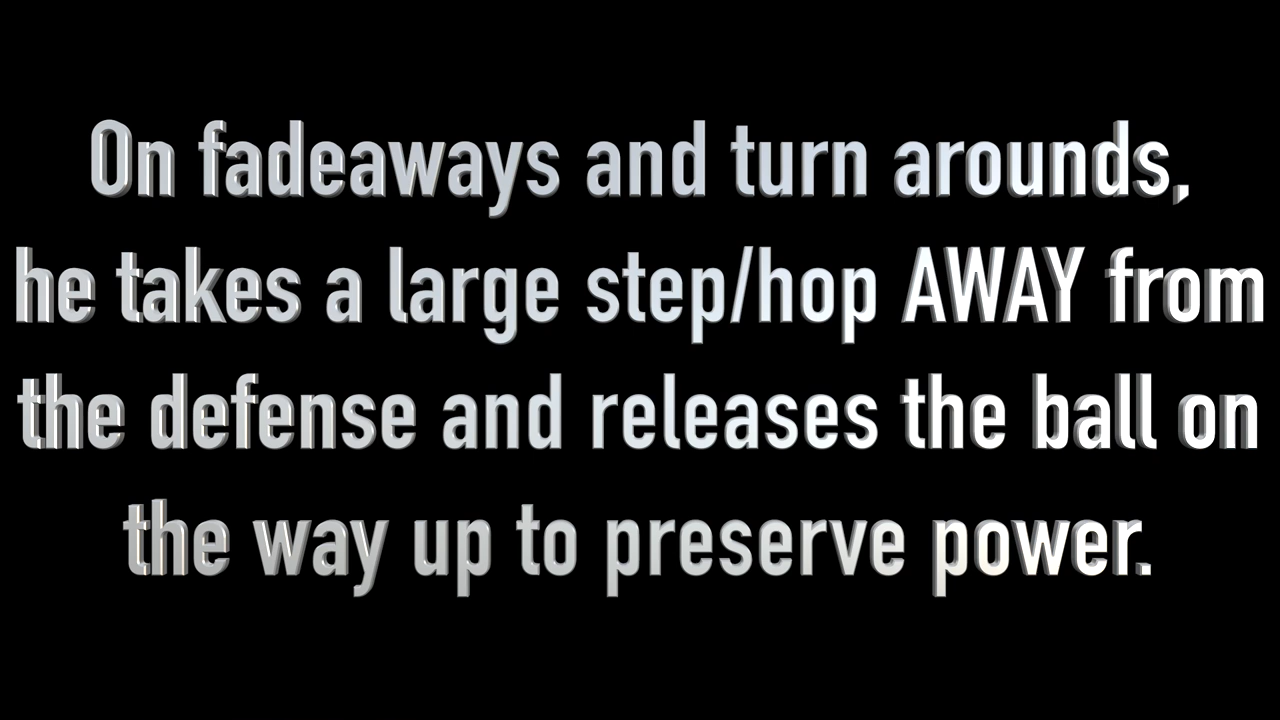 On fadeaways and turn arounds,
he takes a large step/hop AWAY from
the defense and releases the ball on
the way up to preserve power.